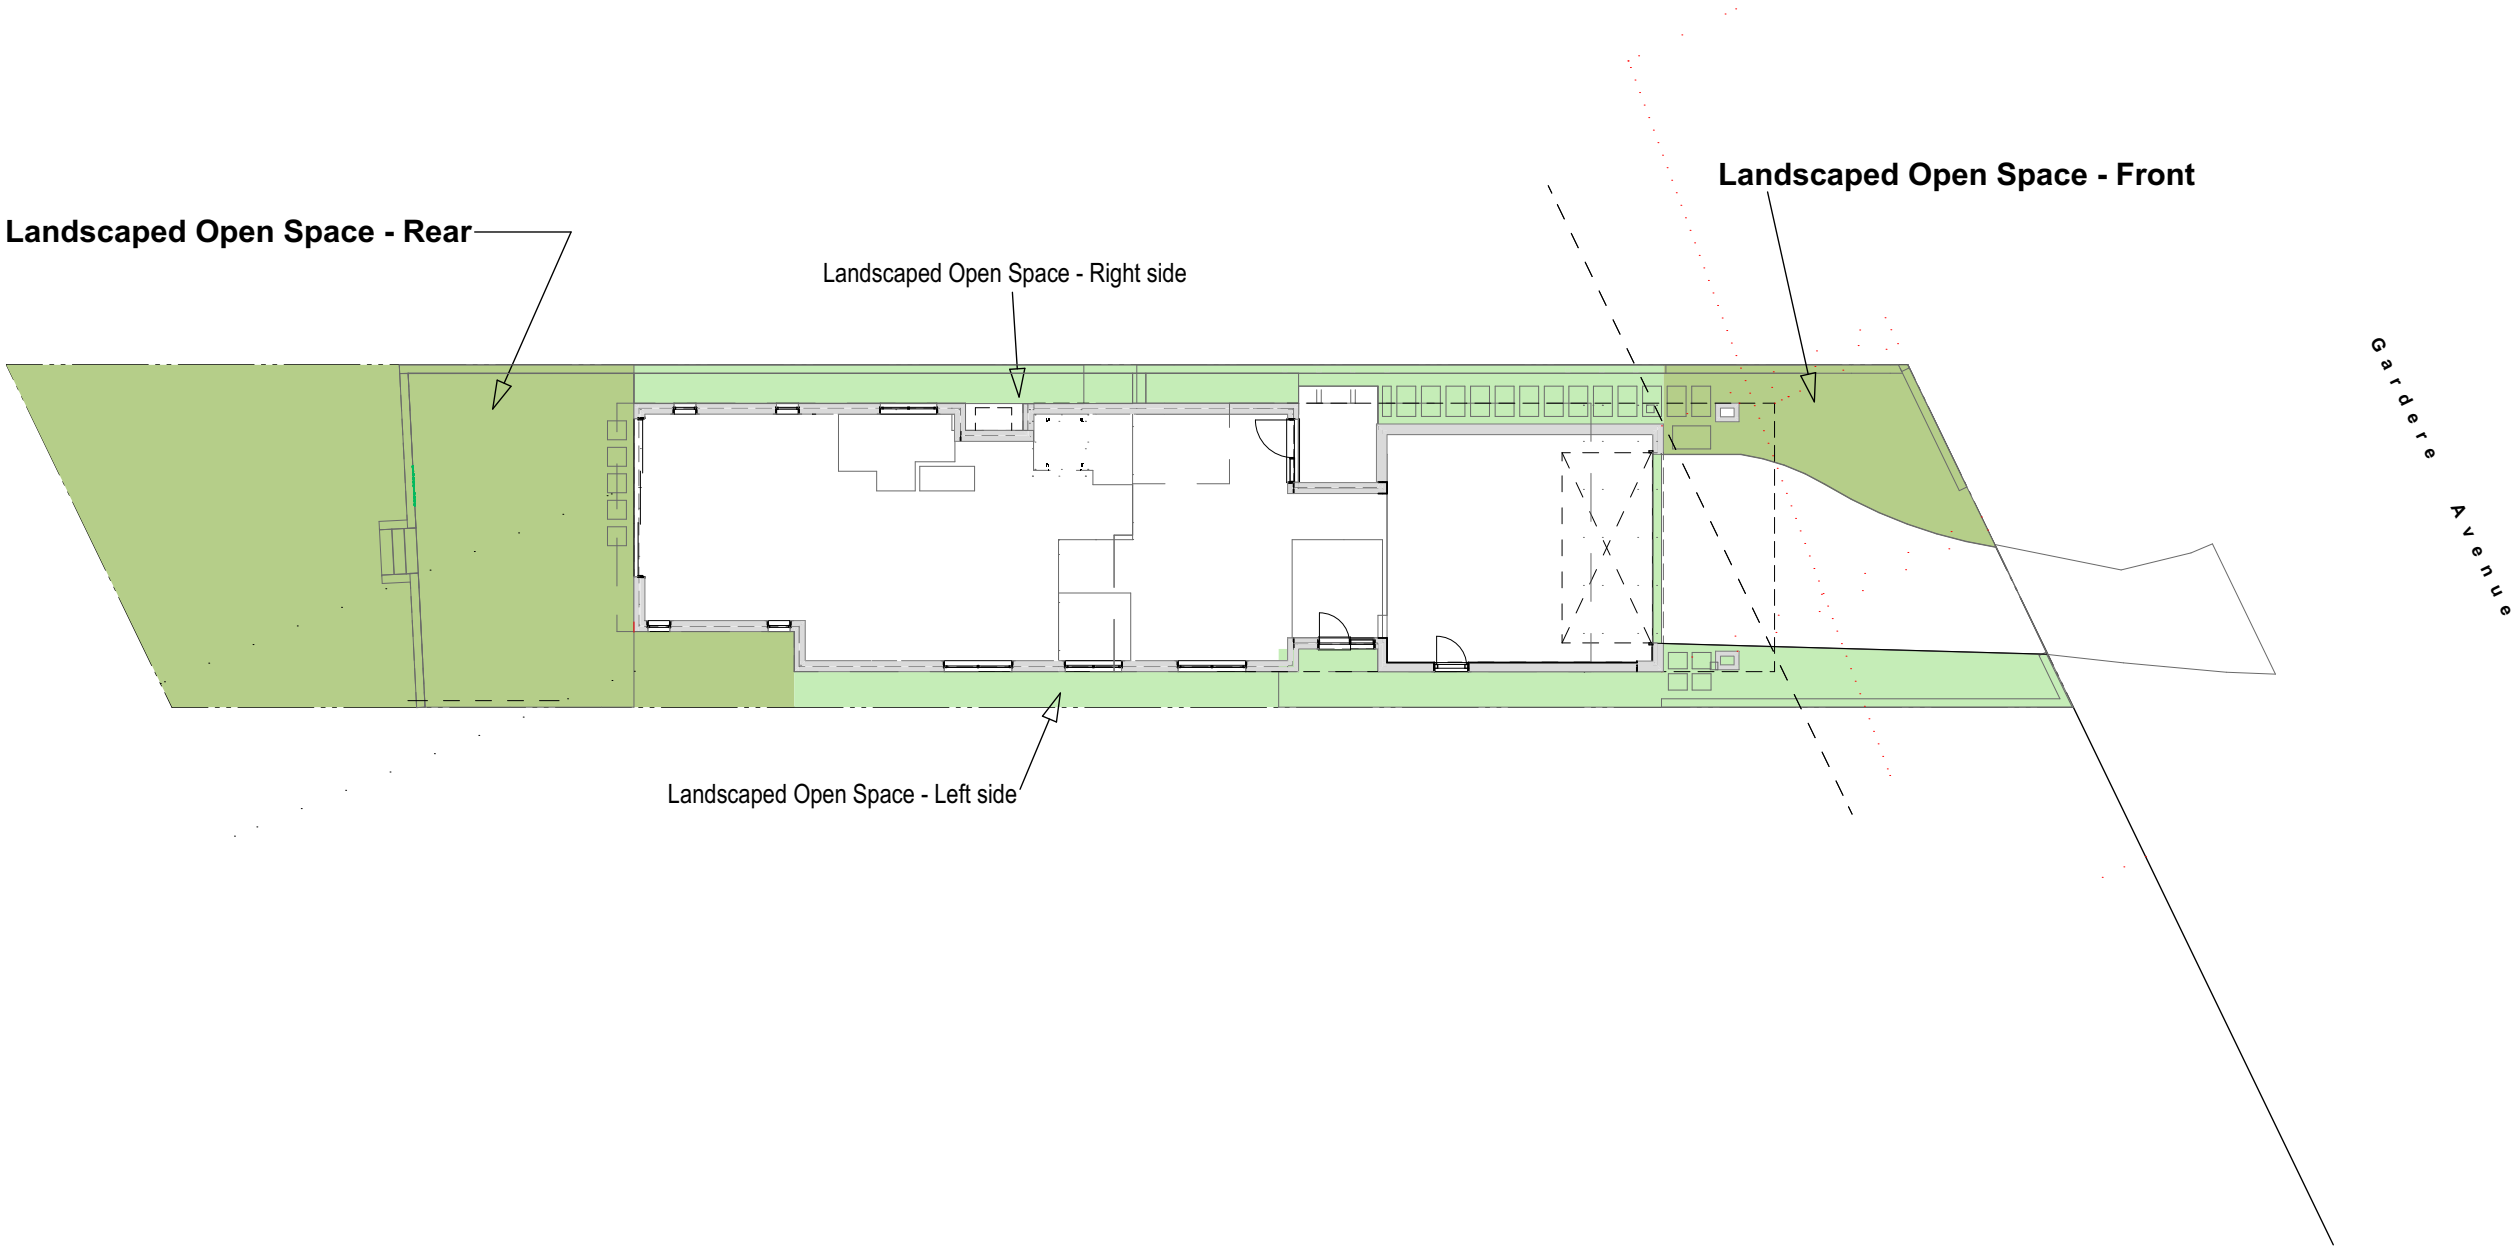 Landscaped Open Space - Front
Landscaped Open Space - Rear
Landscaped Open Space - Right side
Gardere Avenue
Landscaped Open Space - Left side